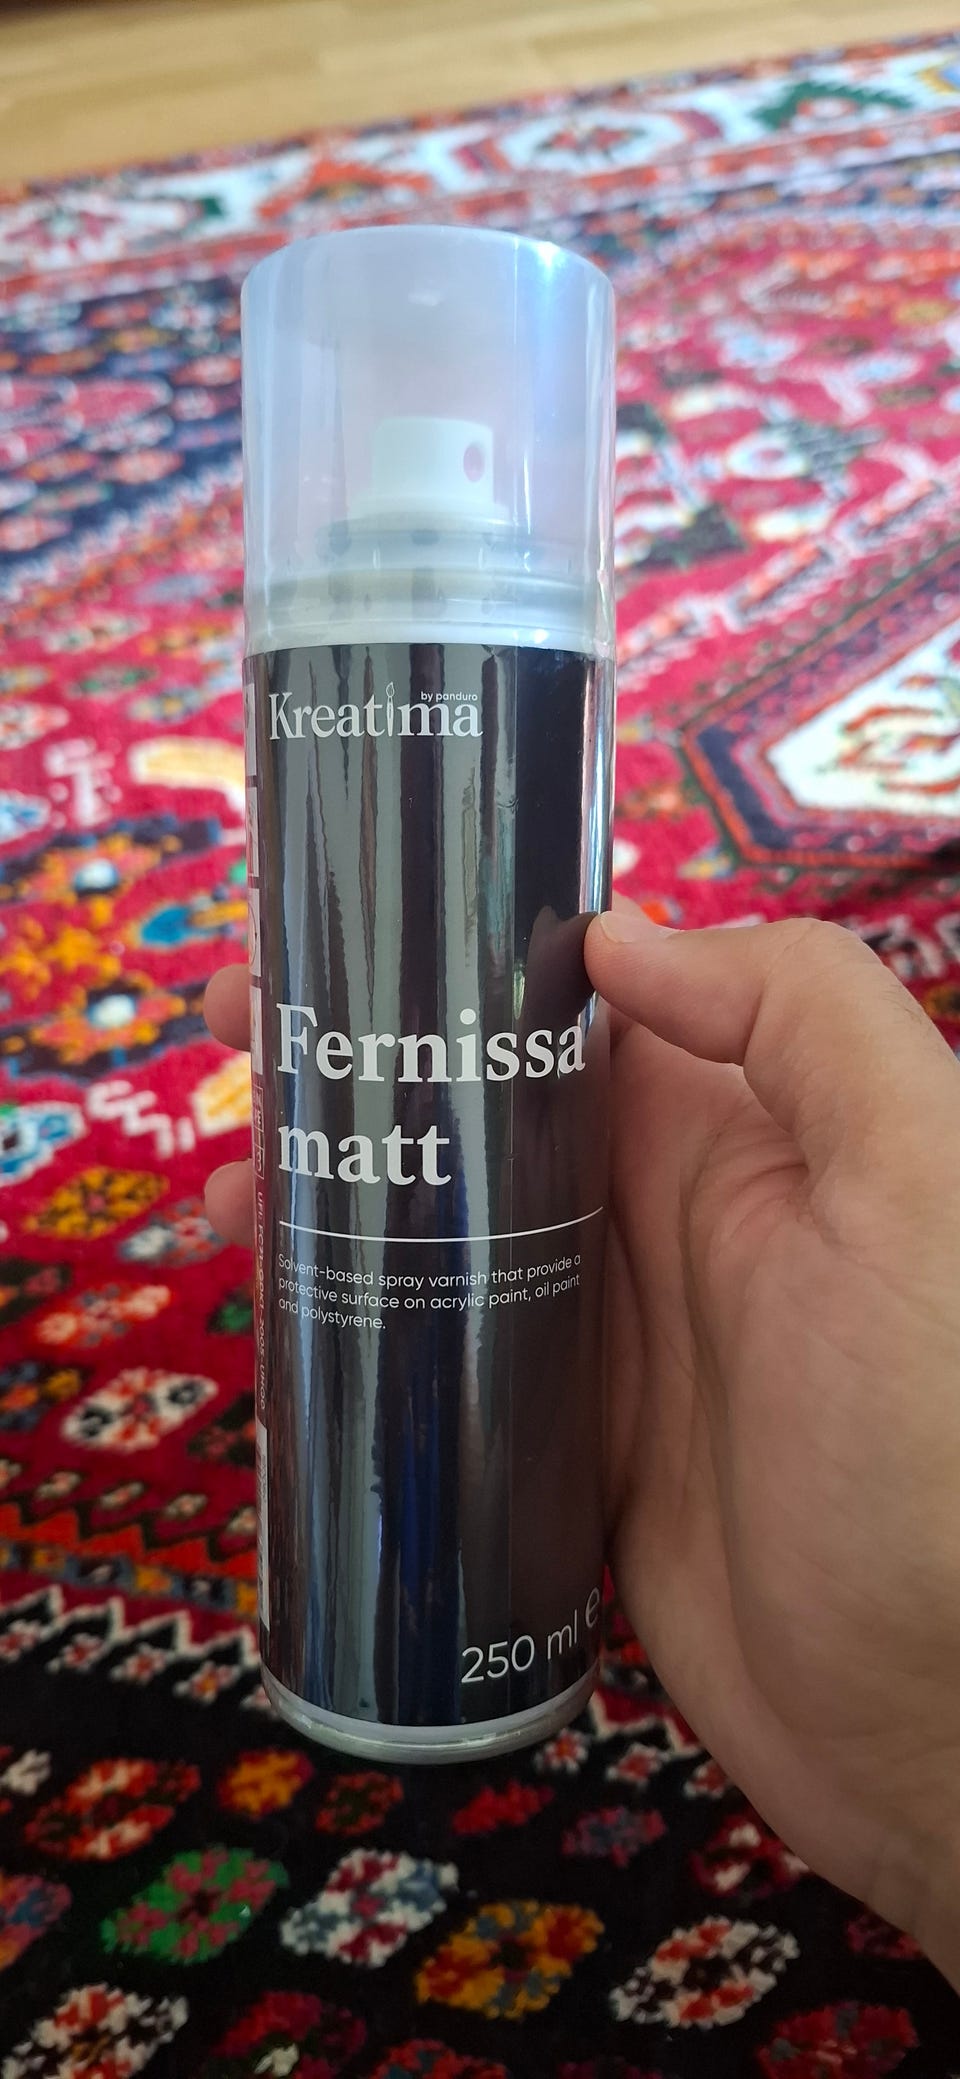 Kreatima
by panduro
Fernissa
matt
Solvent-based spray varnish that provide a
protective surface on acrylic paint, oil paint
and polystyrene.
250 ml e